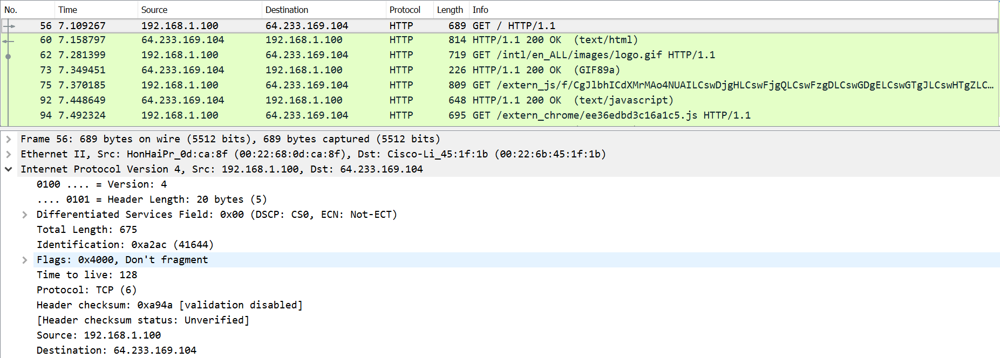 No. Time Source Destination Protocol Length Info
56 7.109267 192.168.1.100 64.233.169.104 HTTP 689 GET / HTTP/1.1
60 7.158797 64.233.169.104 192.168.1.100 HTTP 814 HTTP/1.1 200 OK  (text/html)
62 7.281399 192.168.1.100 64.233.169.104 HTTP 719 GET /intl/en_ALL/images/logo.gif HTTP/1.1
73 7.349451 64.233.169.104 192.168.1.100 HTTP 226 HTTP/1.1 200 OK  (GIF89a)
75 7.370185 192.168.1.100 64.233.169.104 HTTP 809 GET /extern_js/f/CgJlbhICdXMrMAo4NUAILCswDjgHLCswFjgQLCswFzgDLCswGDgELCswGTgJLCswHTgZLC…
92 7.448649 64.233.169.104 192.168.1.100 HTTP 648 HTTP/1.1 200 OK  (text/javascript)
94 7.492324 192.168.1.100 64.233.169.104 HTTP 695 GET /extern_chrome/ee36edbd3c16a1c5.js HTTP/1.1
Frame 56: 689 bytes on wire (5512 bits), 689 bytes captured (5512 bits)
Ethernet II, Src: HonHaiPr_0d:ca:8f (00:22:68:0d:ca:8f), Dst: Cisco-Li_45:1f:1b (00:22:6b:45:1f:1b)
Internet Protocol Version 4, Src: 192.168.1.100, Dst: 64.233.169.104
0100 .... = Version: 4
.... 0101 = Header Length: 20 bytes (5)
Differentiated Services Field: 0x00 (DSCP: CS0, ECN: Not-ECT)
Total Length: 675
Identification: 0xa2ac (41644)
Flags: 0x4000, Don't fragment
Time to live: 128
Protocol: TCP (6)
Header checksum: 0xa94a [validation disabled]
[Header checksum status: Unverified]
Source: 192.168.1.100
Destination: 64.233.169.104